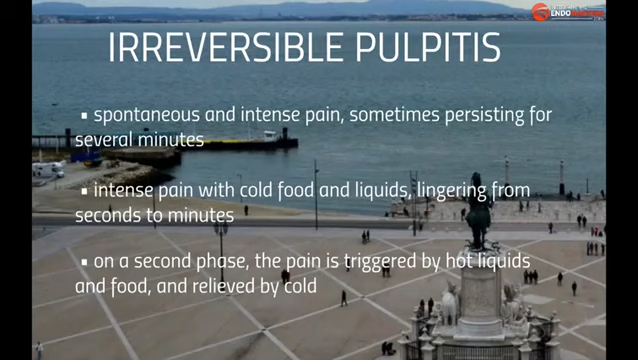 ENDO
IRREVERSIBLE PULPITIS
▪ spontaneous and intense pain, sometimes persisting for
several minutes
▪ intense pain with cold food and liquids, lingering from
seconds to minutes
▪ on a second phase, the pain is triggered by hot liquids
and food, and relieved by cold